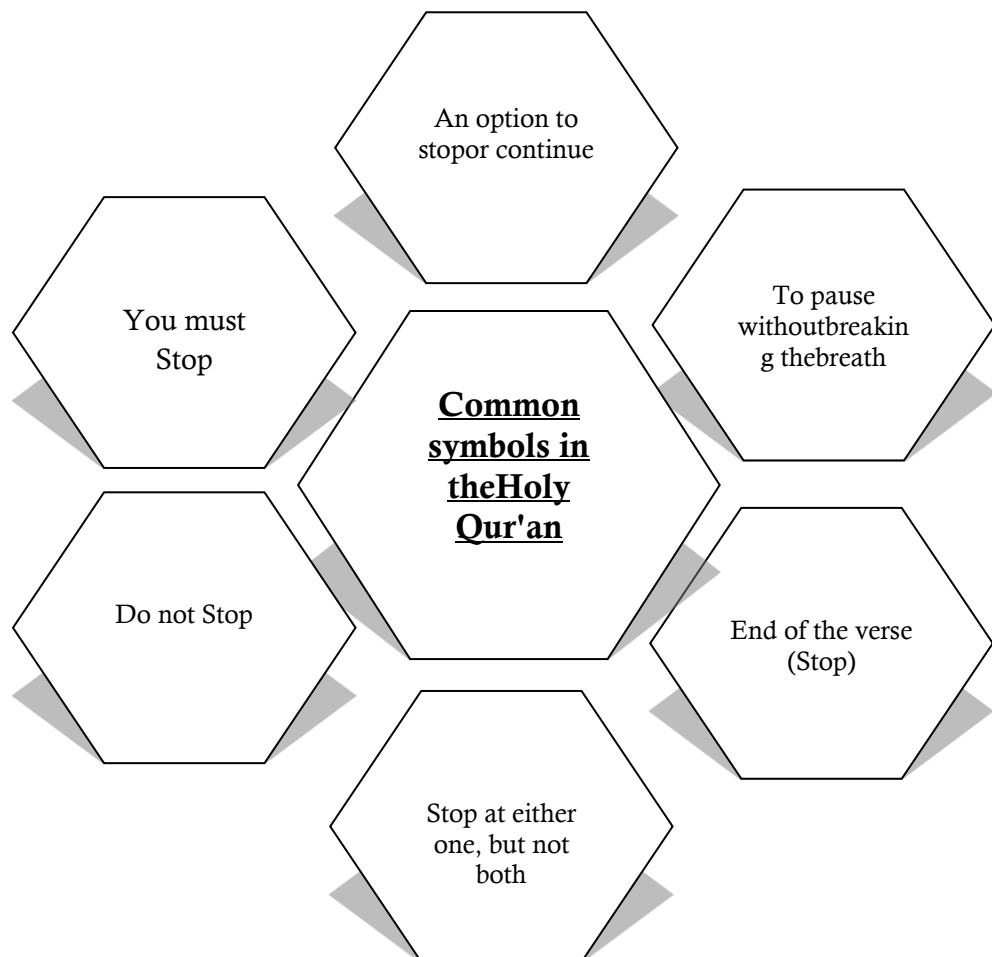 An option to
stopor continue
To pause
withoutbreakin
g thebreath
You must
Stop
Common
symbols in
theHoly
Qur'an
Do not Stop
End of the verse
(Stop)
Stop at either
one, but not
both